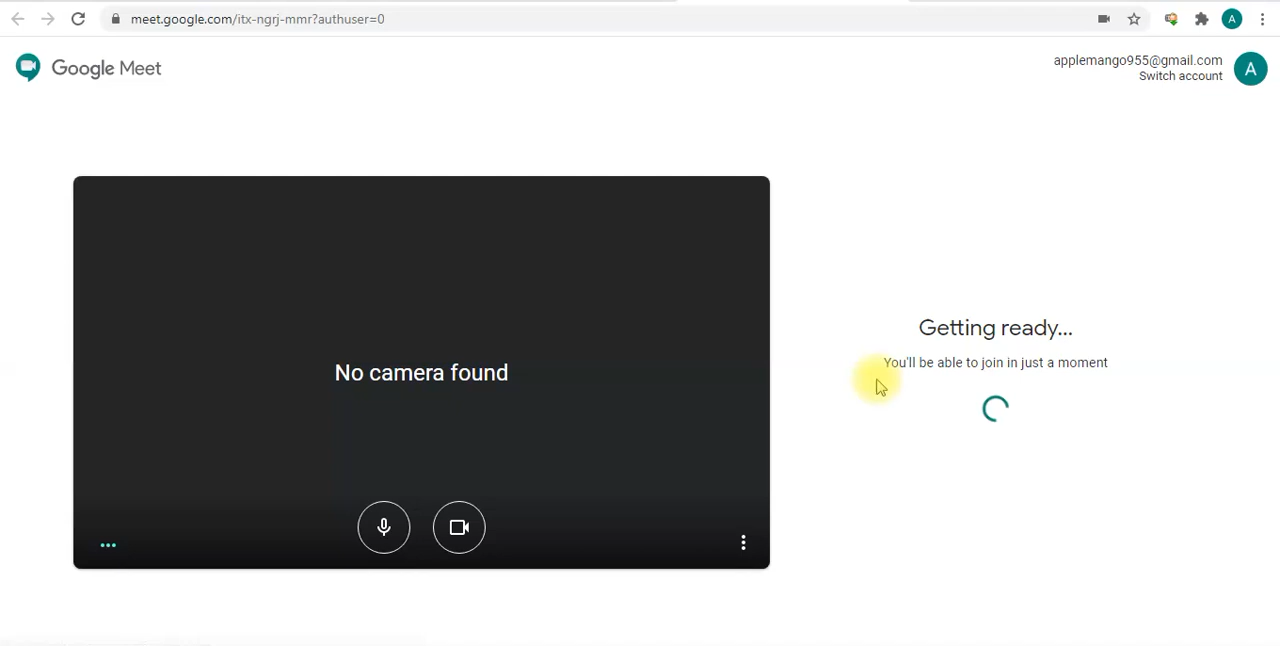 meet.google.com/itx-ngrj-mmr?authuser=0
A
Google Meet
applemango955@gmail.com
Switch account
A
No camera found
Getting ready...
You'll be able to join in just a moment